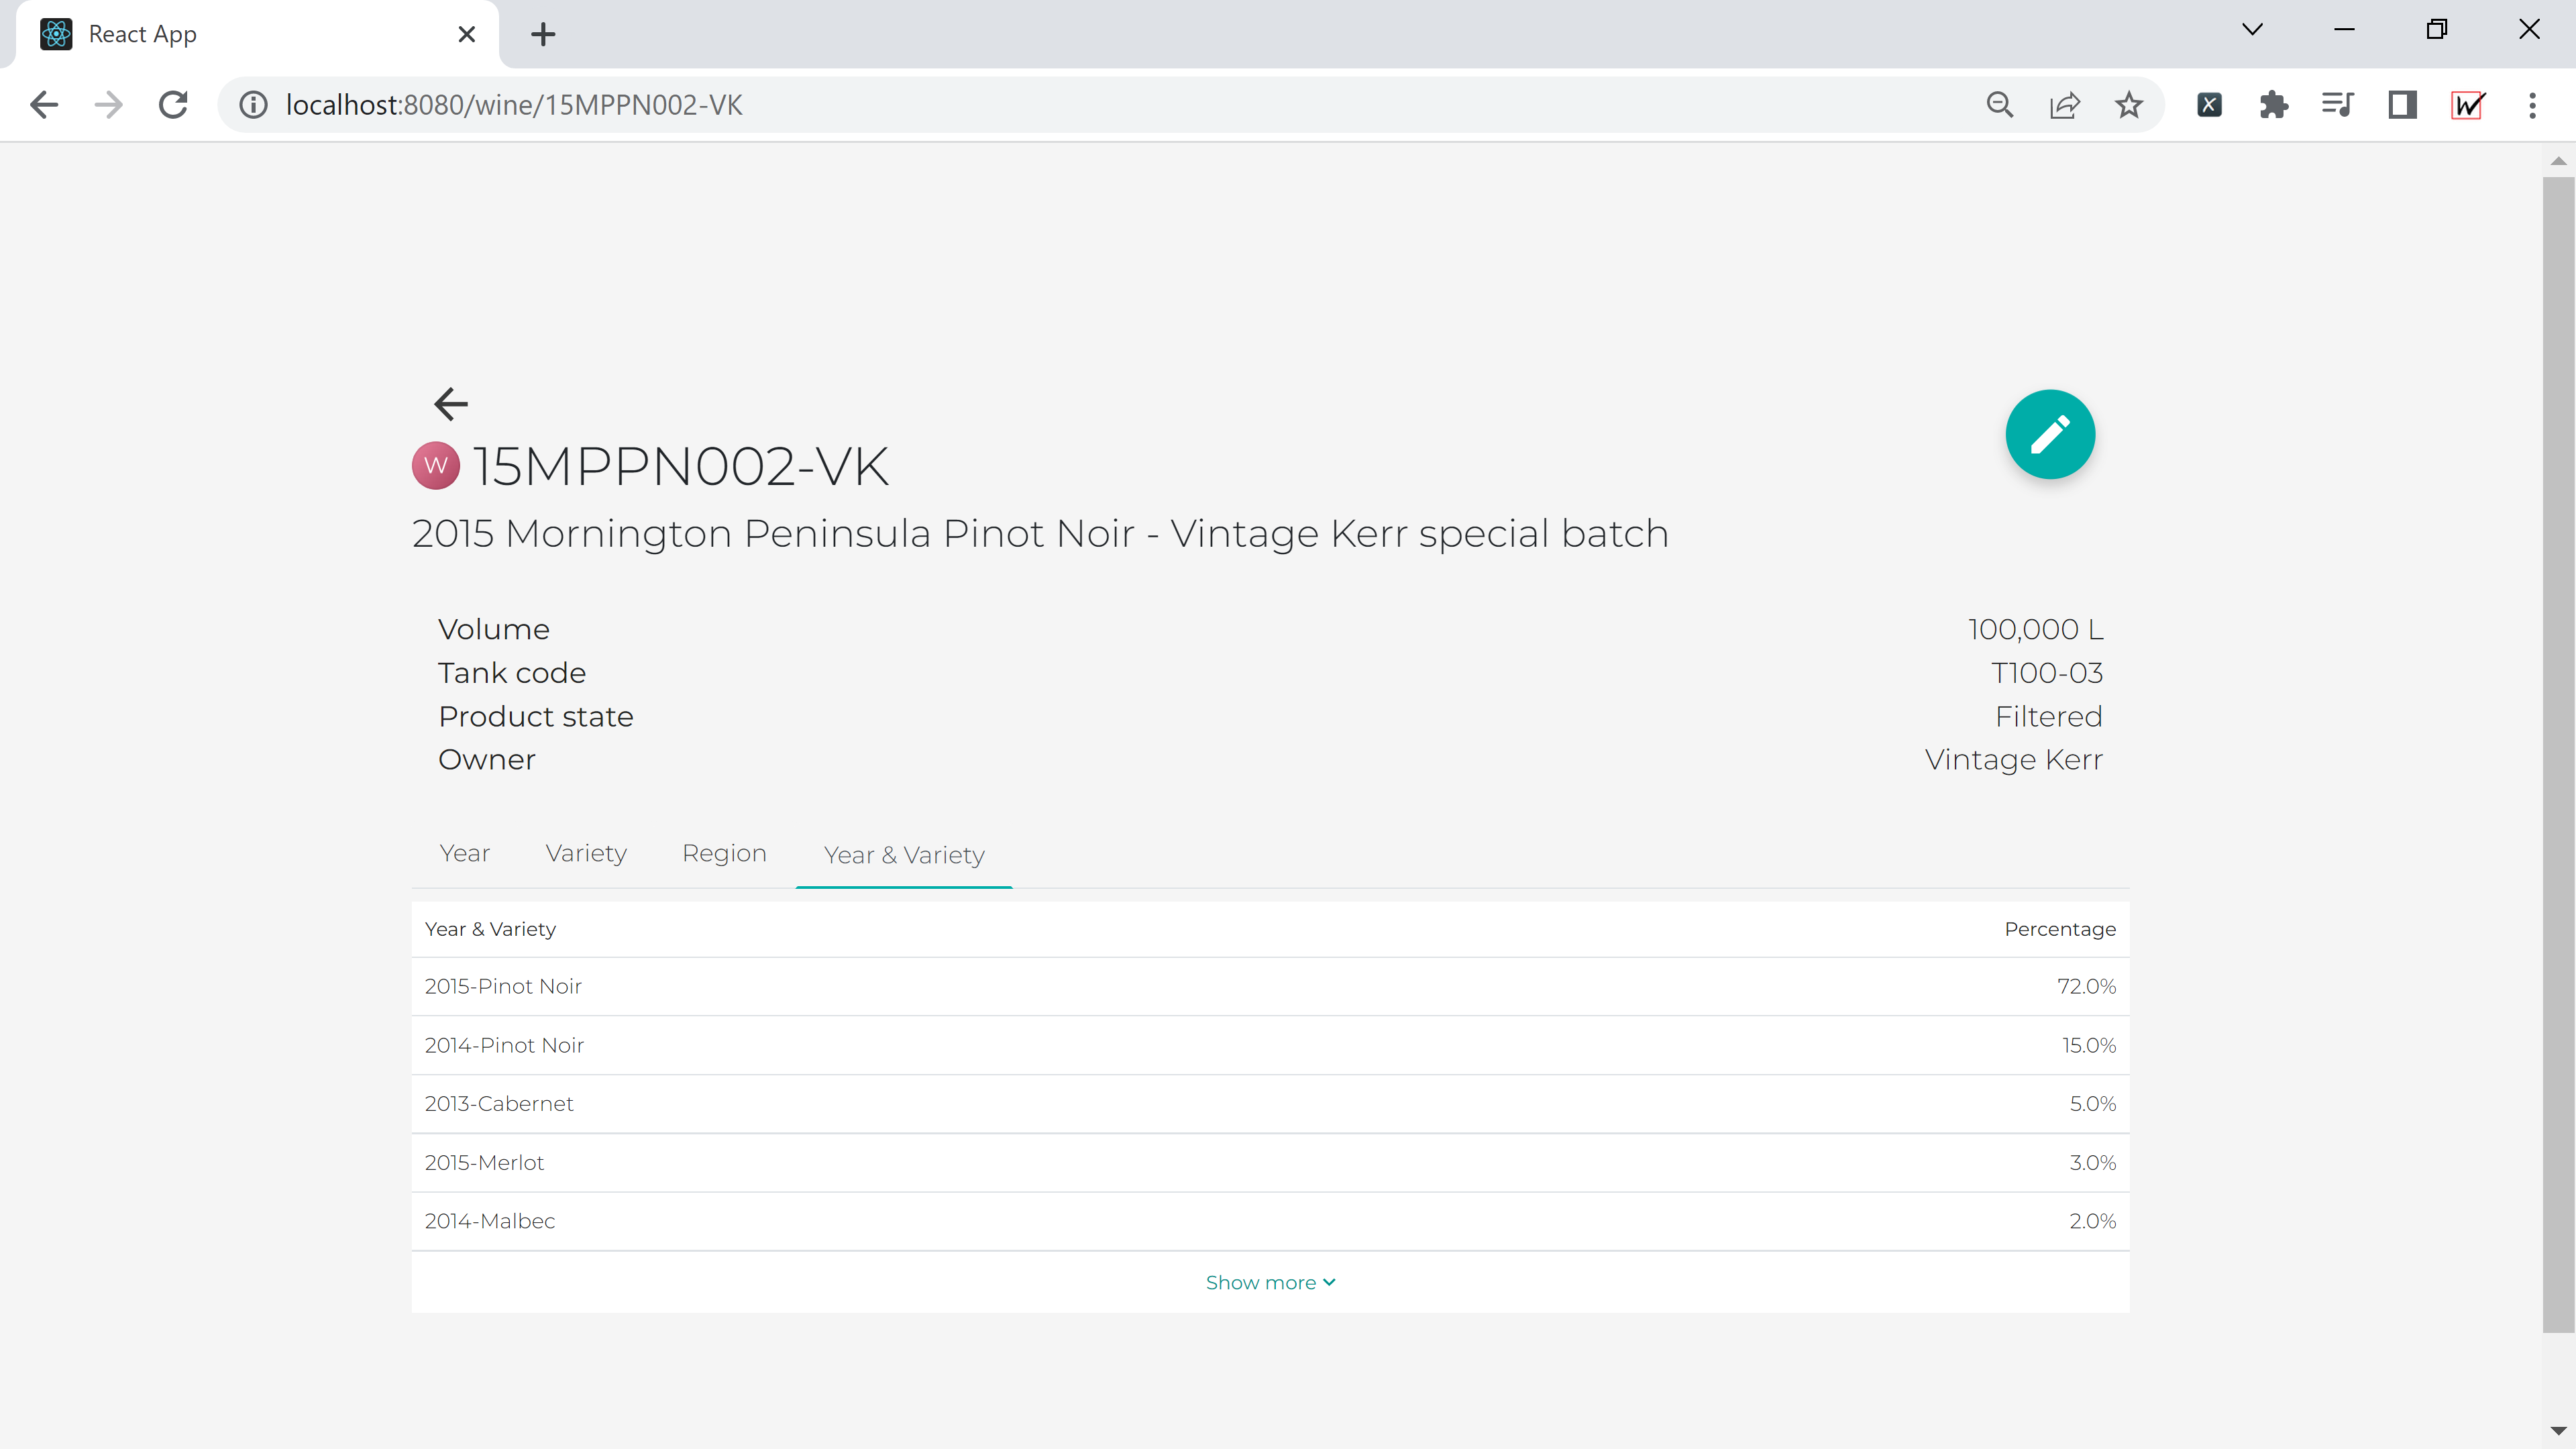 React App
localhost:8080/wine/15MPPN002-VK
W 15MPPN002-VK
2015 Mornington Peninsula Pinot Noir - Vintage Kerr special batch
Volume 100,000 L
Tank code T100-03
Product state Filtered
Owner Vintage Kerr
Year Variety Region Year & Variety
Year & Variety Percentage
2015-Pinot Noir 72.0%
2014-Pinot Noir 15.0%
2013-Cabernet 5.0%
2015-Merlot 3.0%
2014-Malbec 2.0%
Show more